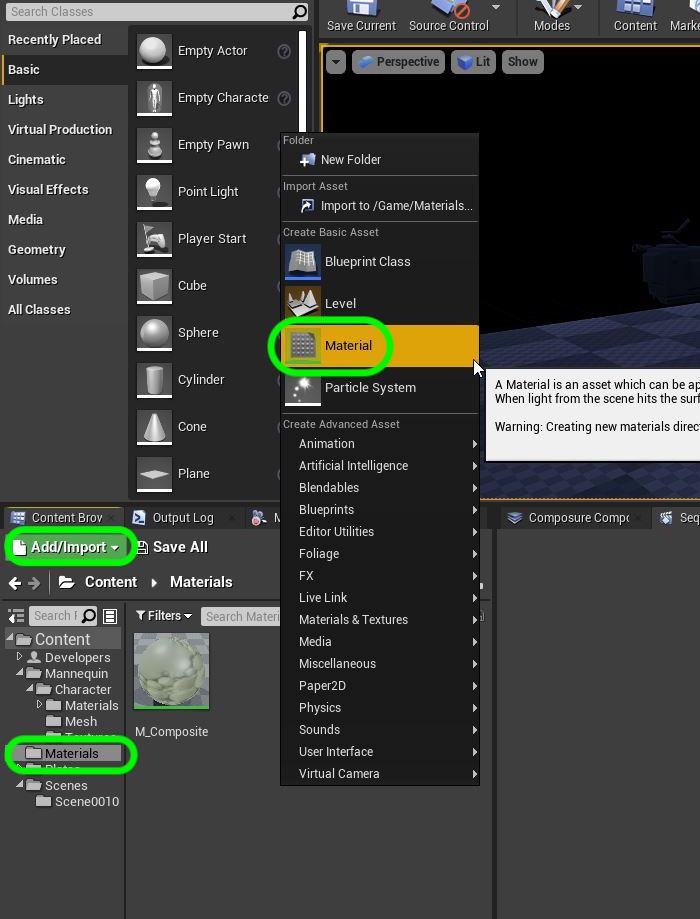 Search Classes
Recently Placed
Basic
Lights
Virtual Production
Cinematic
Visual Effects
Media
Geometry
Volumes
All Classes
Empty Actor
Empty Characte
Empty Pawn
Point Light
Player Start
Cube
Sphere
Cylinder
Cone
Plane
Save Current
Source Control
Modes
Content
Marke
Perspective
Lit
Show
Folder
New Folder
Import Asset
Import to /Game/Materials...
Create Basic Asset
Blueprint Class
Level
Material
Particle System
Create Advanced Asset
Animation
Artificial Intelligence
Blendables
Blueprints
Editor Utilities
Foliage
FX
Live Link
Materials & Textures
Media
Miscellaneous
Paper2D
Physics
Sounds
User Interface
Virtual Camera
A Material is an asset which can be ap
When light from the scene hits the surf
Warning: Creating new materials direct
Content Brov
Output Log
M
Composure Compo
Seq
Add/Import
Save All
Content
Materials
Search F
Filters
Search Materi
Content
Developers
Mannequin
Character
Materials
Mesh
Textures
Materials
Scenes
Scene0010
M_Composite